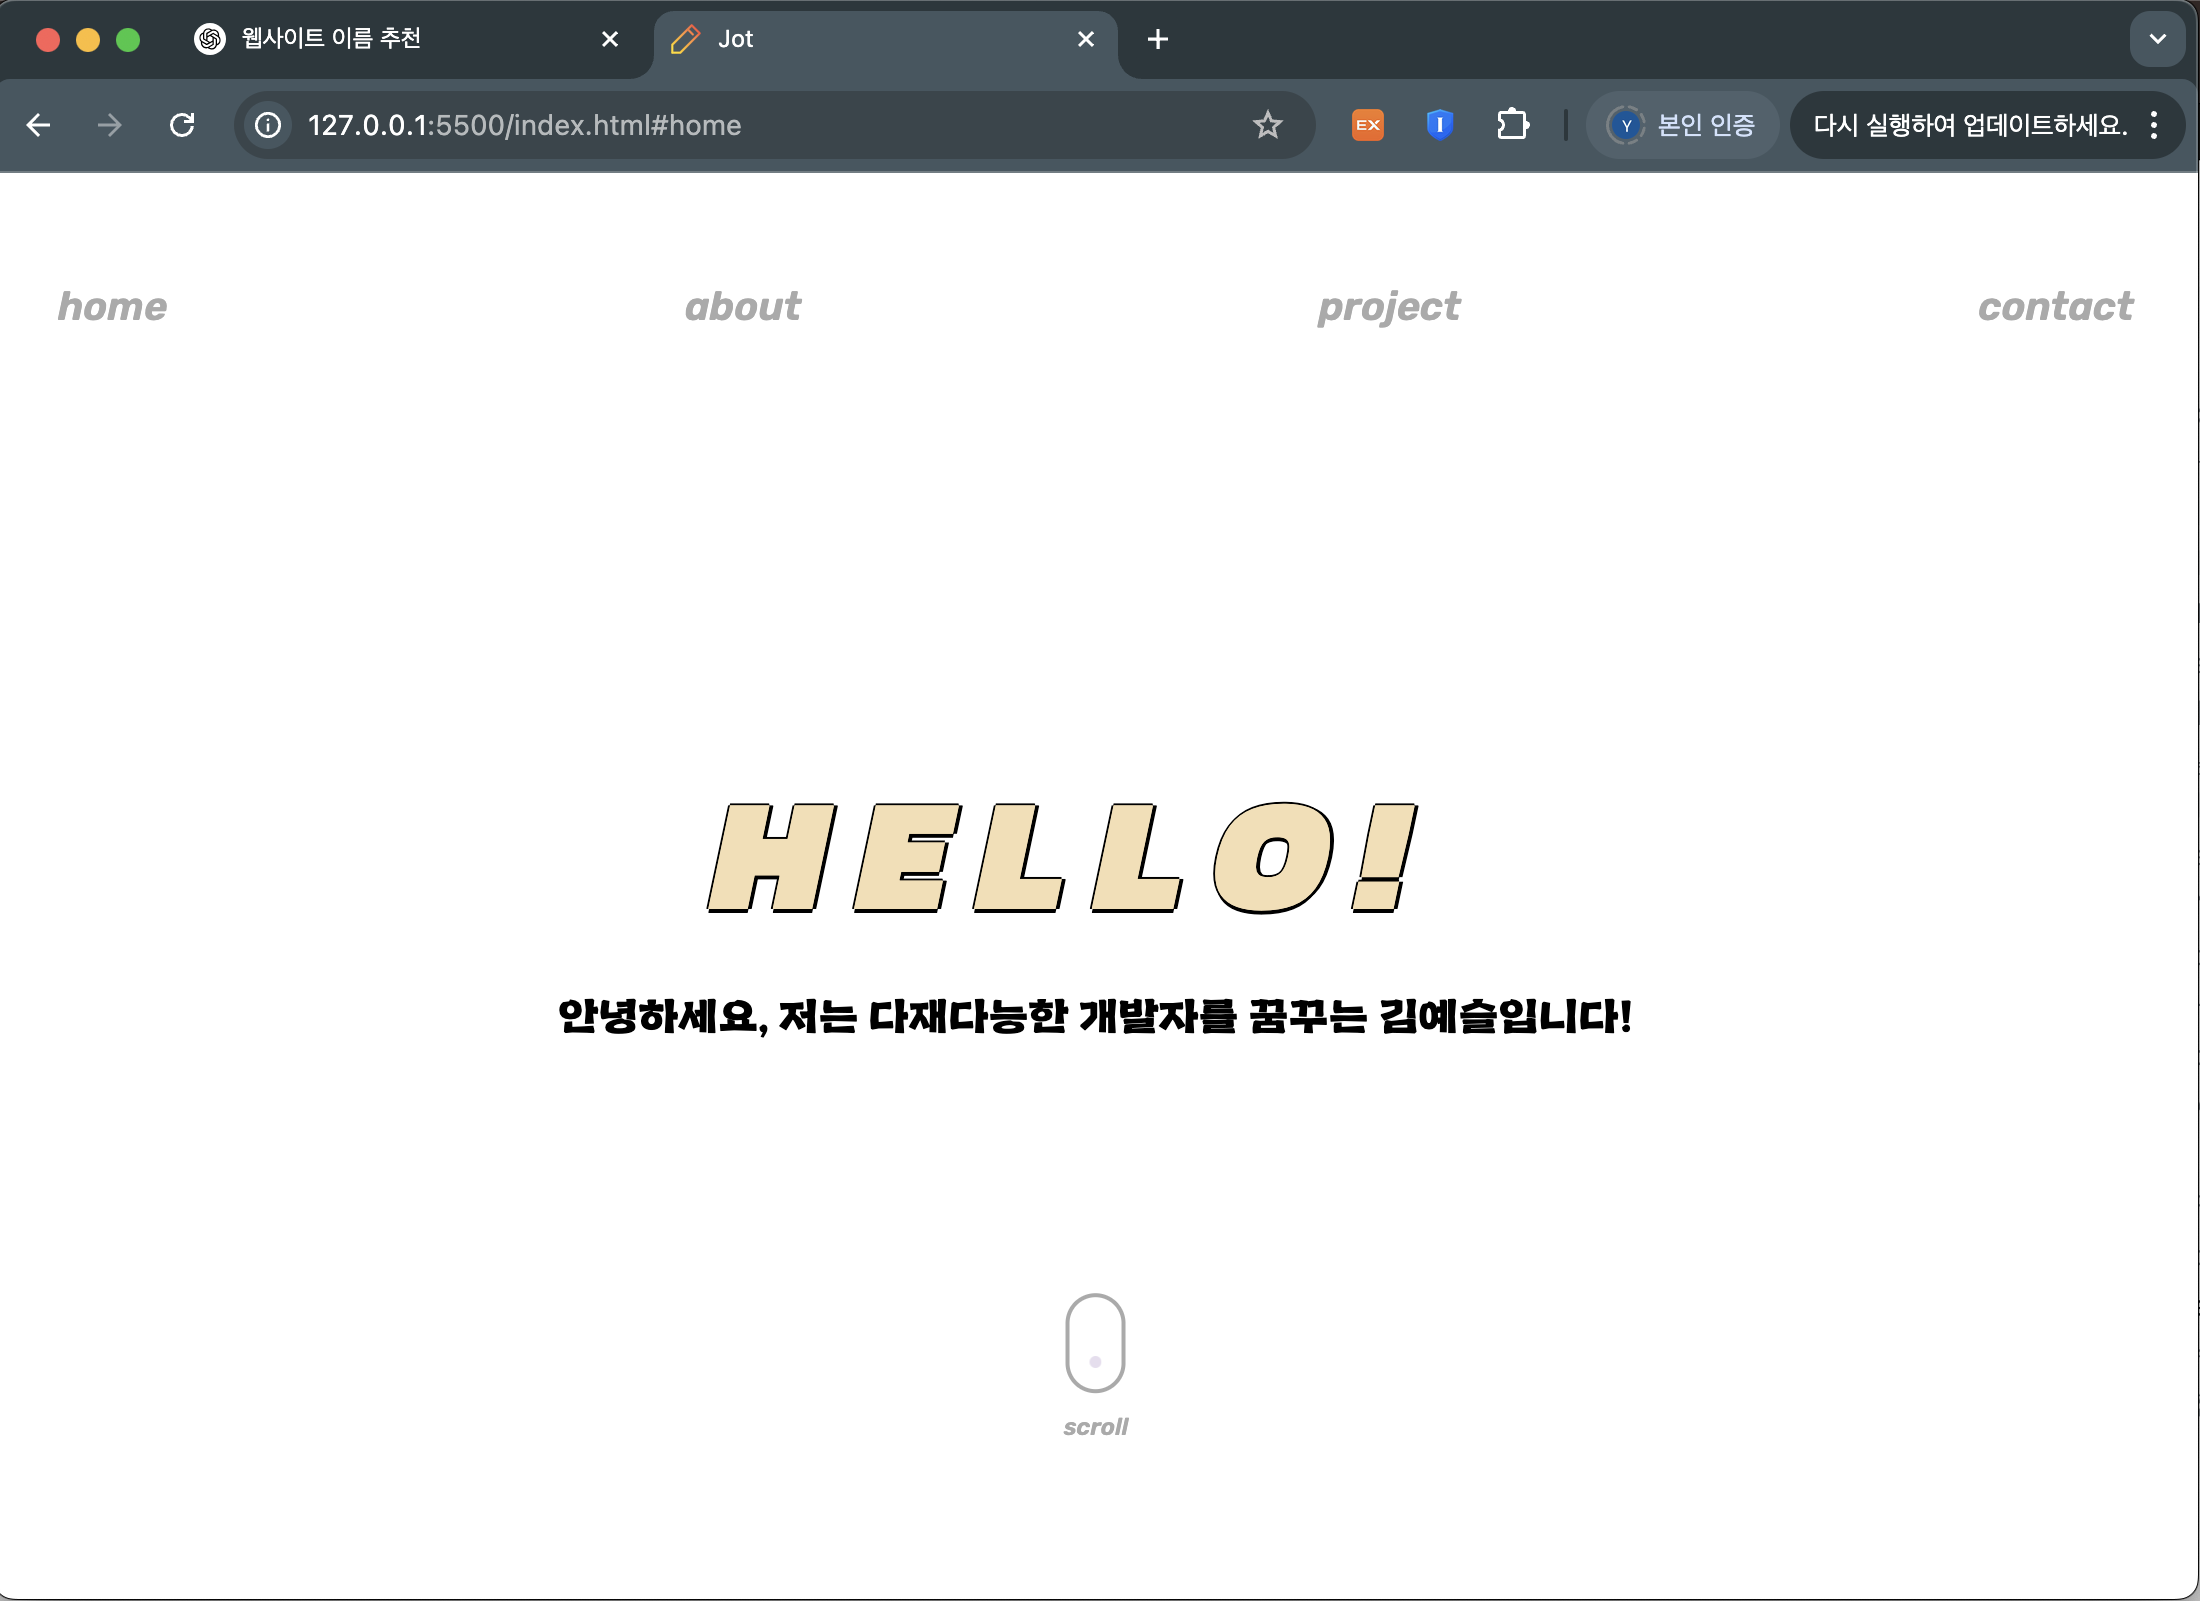 웹사이트 이름 추천
Jot
127.0.0.1:5500/index.html#home
EX
I
Y
본인 인증
다시 실행하여 업데이트하세요.
home
about
project
contact
HELLO!
안녕하세요, 저는 다재다능한 개발자를 꿈꾸는 김예슬입니다!
scroll